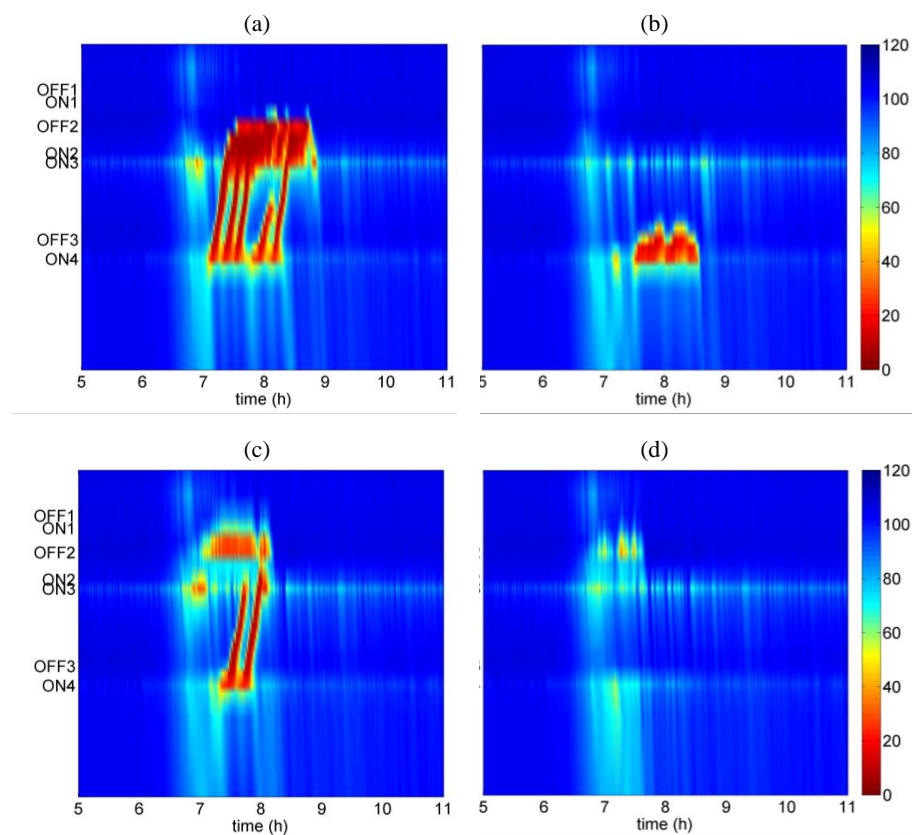 (a) (b)
OFF1
ON1
OFF2
ON2
ON3
OFF3
ON4
5 6 7 8 9 10 11
time (h)
5 6 7 8 9 10 11
time (h)
120
100
80
60
40
20
0
(c) (d)
OFF1
ON1
OFF2
ON2
ON3
OFF3
ON4
5 6 7 8 9 10 11
time (h)
5 6 7 8 9 10 11
time (h)
120
100
80
60
40
20
0